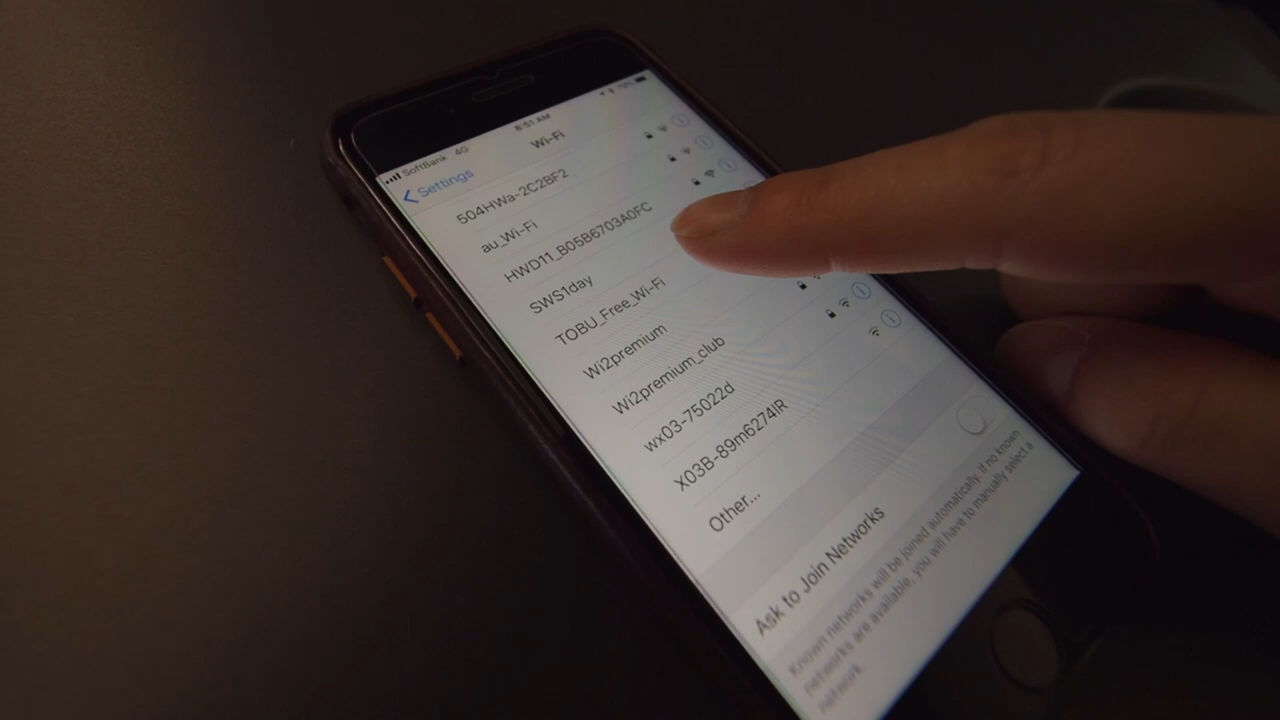 SoftBank 4G
8:51 AM
79%
Settings
Wi-Fi
504HWa-2C2BF2
au_Wi-Fi
HWD11_B05B6703A0FC
SWS1day
TOBU_Free_Wi-Fi
Wi2premium
Wi2premium_club
wx03-75022d
X03B-89m6274IR
Other...
Ask to Join Networks
Known networks will be joined automatically. If no known
networks are available, you will have to manually select a
network.